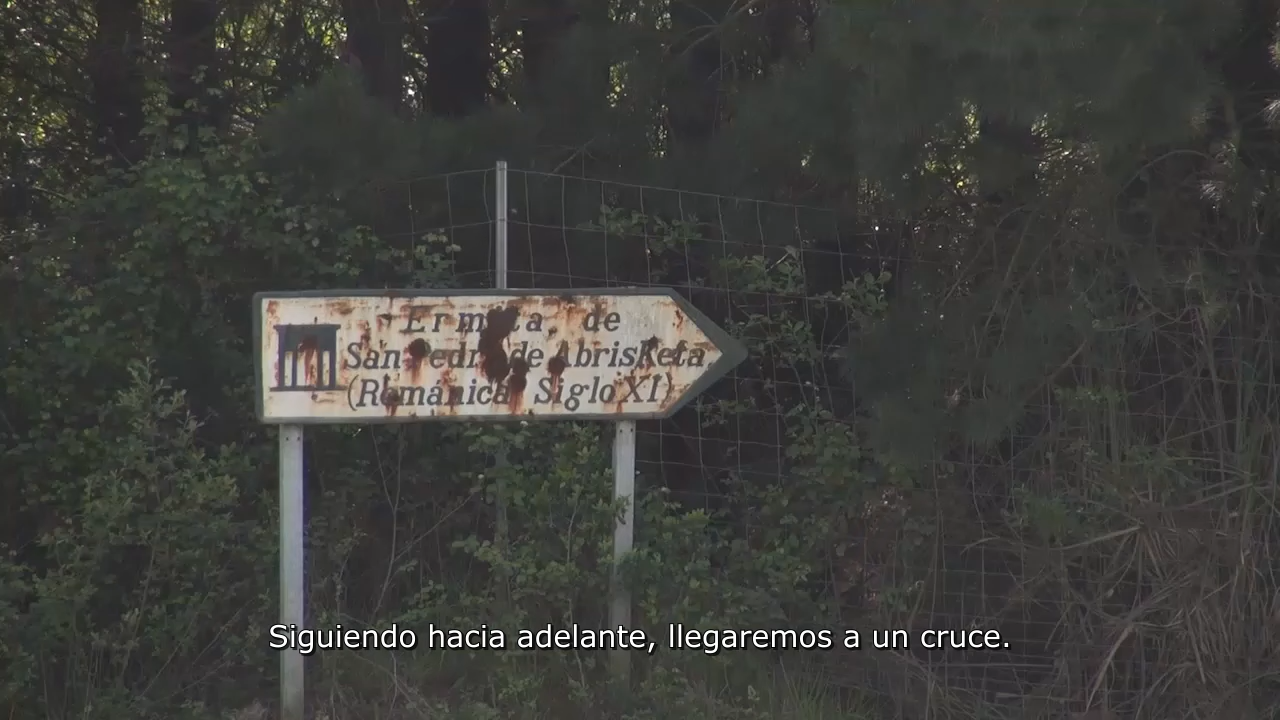 Ermita de
San Pedro de Abrisketa
(Románica Siglo XI)
Siguiendo hacia adelante, llegaremos a un cruce.